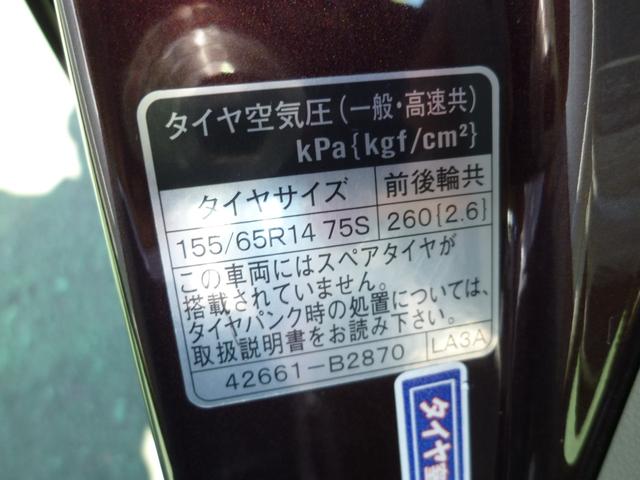 タイヤ空気圧(一般・高速共)
kPa{kgf/cm²}
タイヤサイズ 前後輪共
155/65R14 75S 260{2.6}
この車両にはスペアタイヤが
搭載されていません。
タイヤパンク時の処置については、
取扱説明書をお読み下さい。
42661-B2870 LA3A
タイヤ